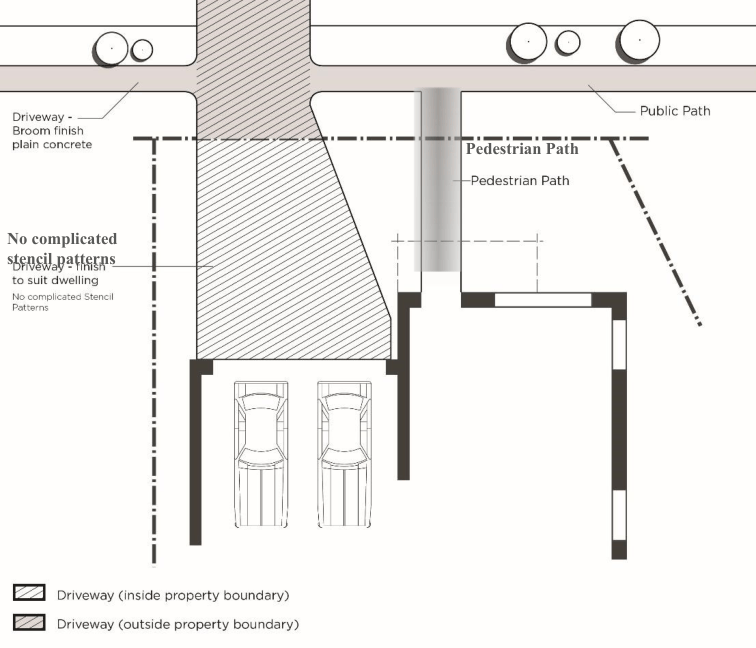 Driveway -
Broom finish
plain concrete
Public Path
Pedestrian Path
Pedestrian Path
No complicated
stencil patterns
Driveway - finish
to suit dwelling
No complicated Stencil
Patterns
Driveway (inside property boundary)
Driveway (outside property boundary)